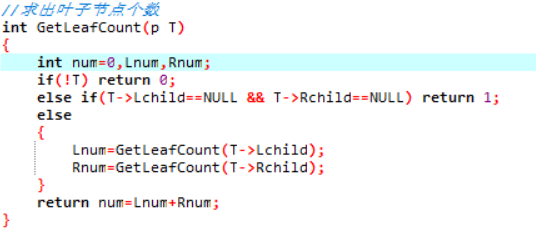 //求出叶子节点个数
int GetLeafCount(p T)
{
    int num=0,Lnum,Rnum;
    if(!T) return 0;
    else if(T->Lchild==NULL && T->Rchild==NULL) return 1;
    else
    {
        Lnum=GetLeafCount(T->Lchild);
        Rnum=GetLeafCount(T->Rchild);
    }
    return num=Lnum+Rnum;
}